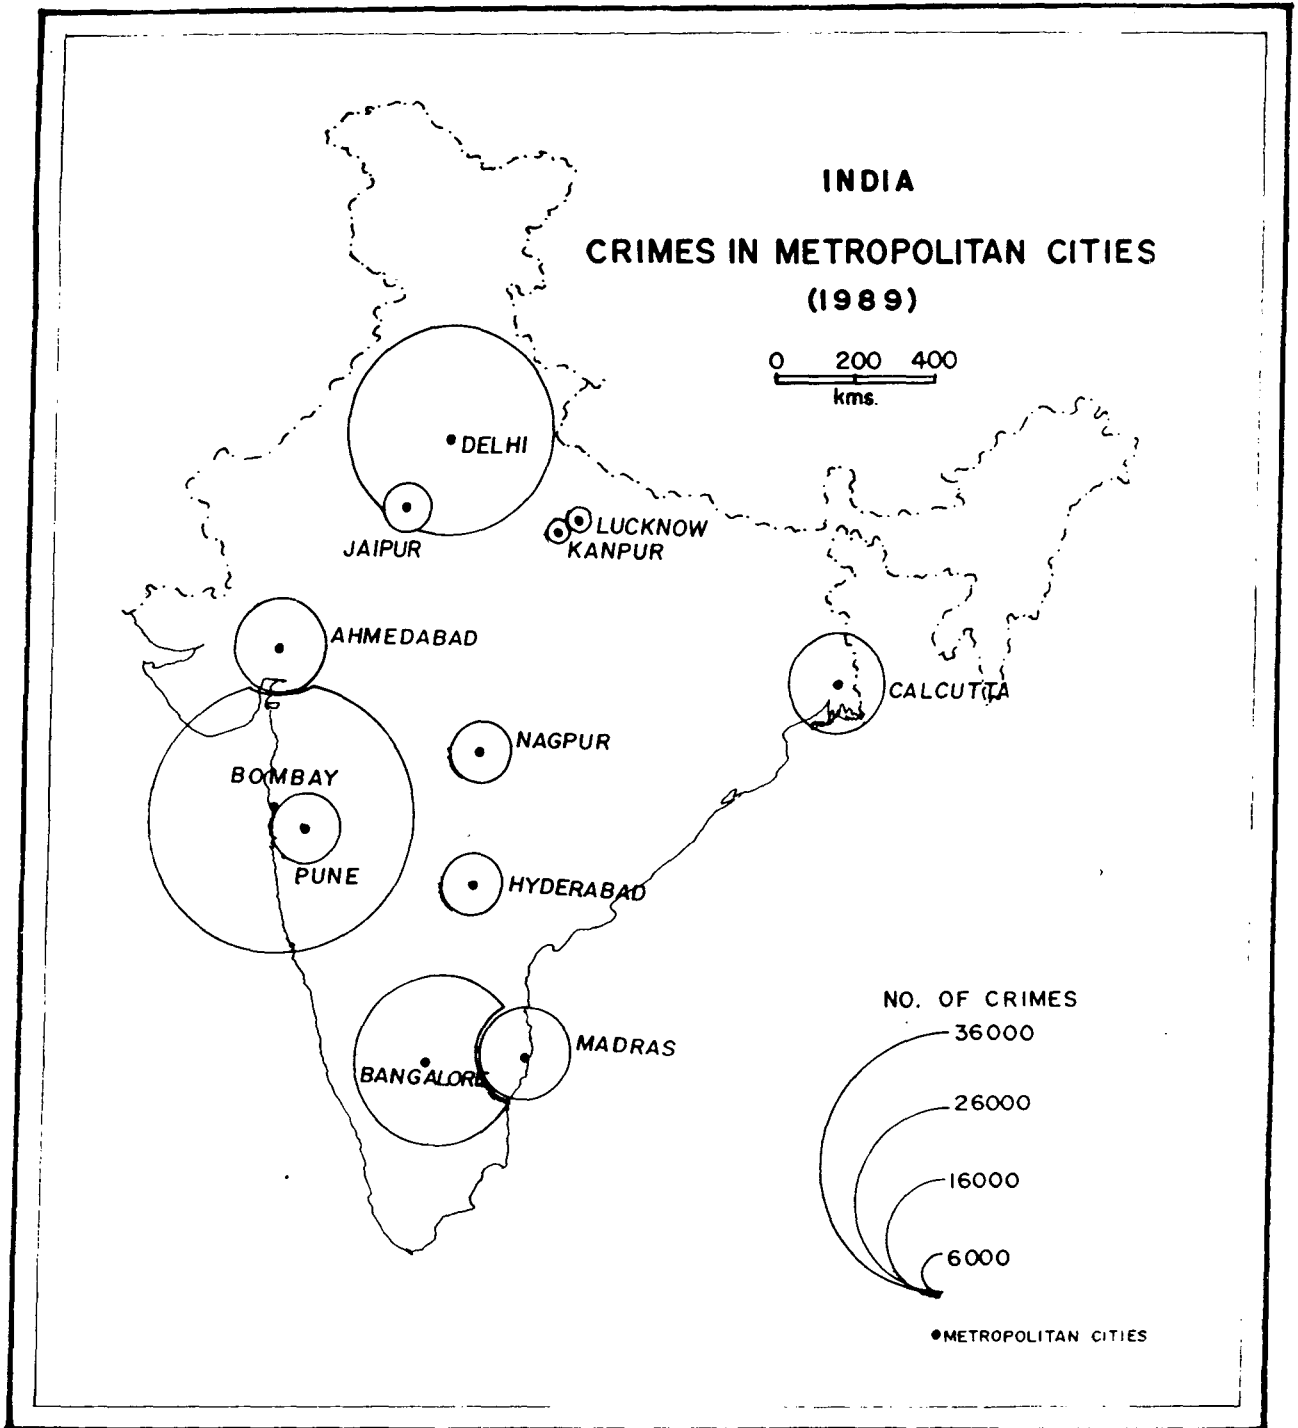 INDIA
CRIMES IN METROPOLITAN CITIES
(1989)
0 200 400
kms.
DELHI
JAIPUR
LUCKNOW
KANPUR
AHMEDABAD
CALCUTTA
NAGPUR
BOMBAY
PUNE
HYDERABAD
MADRAS
BANGALORE
NO. OF CRIMES
36000
26000
16000
6000
METROPOLITAN CITIES